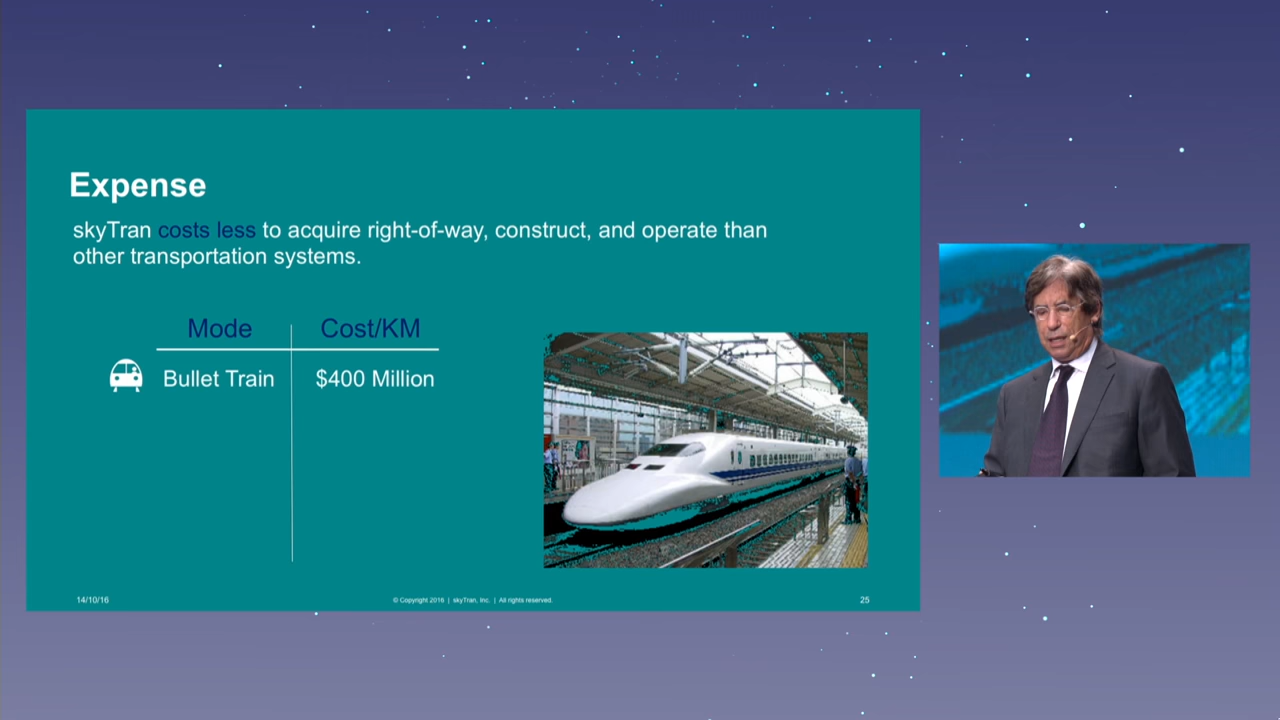 Expense
skyTran costs less to acquire right-of-way, construct, and operate than
other transportation systems.
Mode Cost/KM
Bullet Train $400 Million
14/10/16 © Copyright 2016 | skyTran, Inc. | All rights reserved. 25